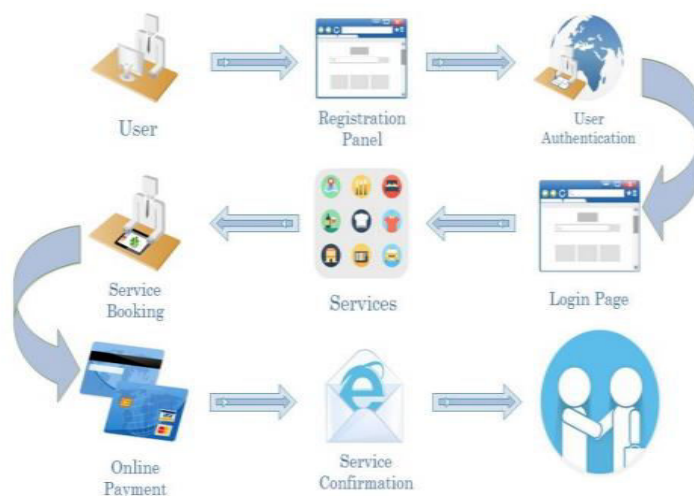 User
Registration
Panel
User
Authentication
Services
Login Page
Service
Booking
Online
Payment
Service
Confirmation